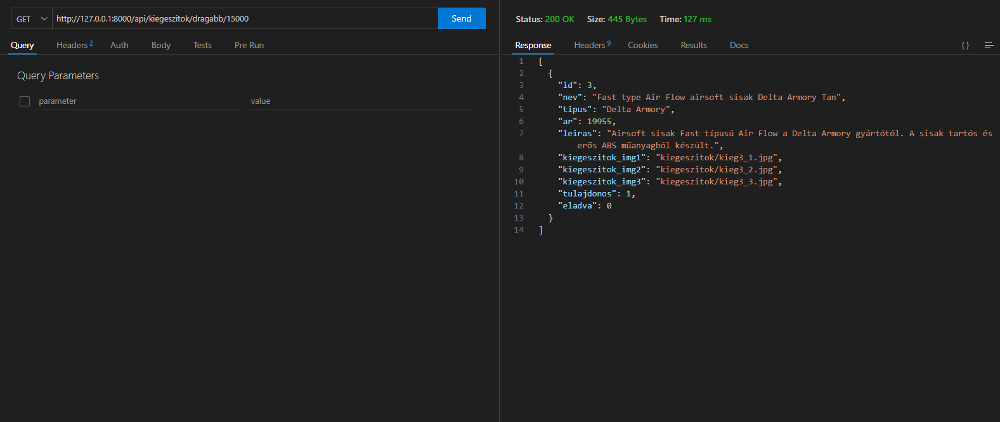 GET http://127.0.0.1:8000/api/kiegeszitok/dragabb/15000 Send
Query Headers 2 Auth Body Tests Pre Run
Query Parameters
parameter value
Status: 200 OK Size: 445 Bytes Time: 127 ms
Response Headers 9 Cookies Results Docs {}
1 [
2 {
3 "id": 3,
4 "nev": "Fast type Air Flow airsoft sisak Delta Armory Tan",
5 "tipus": "Delta Armory",
6 "ar": 19955,
7 "leiras": "Airsoft sisak Fast típusú Air Flow a Delta Armory gyártótól. A sisak tartós és
erős ABS műanyagból készült.",
8 "kiegeszitok_img1": "kiegeszitok/kieg3_1.jpg",
9 "kiegeszitok_img2": "kiegeszitok/kieg3_2.jpg",
10 "kiegeszitok_img3": "kiegeszitok/kieg3_3.jpg",
11 "tulajdonos": 1,
12 "eladva": 0
13 }
14 ]